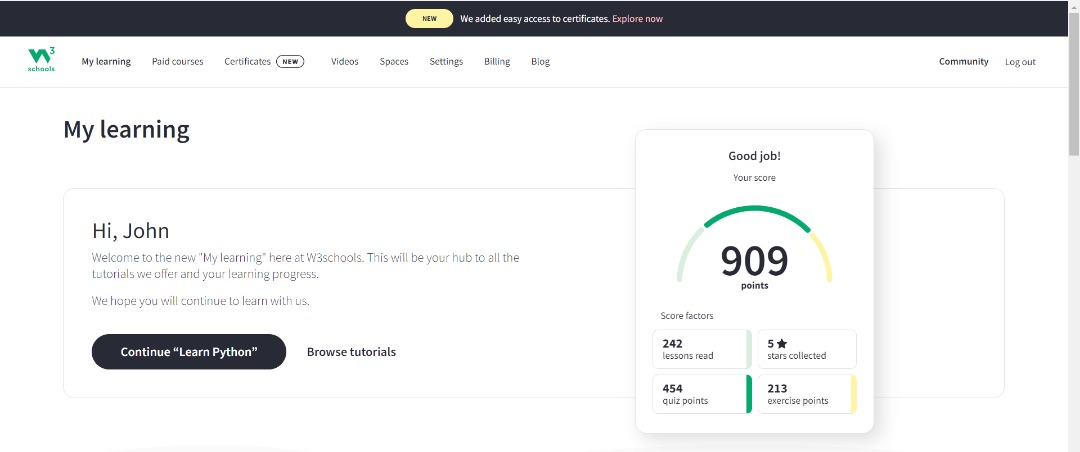 NEW We added easy access to certificates. Explore now
W3 schools My learning Paid courses Certificates NEW Videos Spaces Settings Billing Blog Community Log out
My learning
Hi, John
Welcome to the new "My learning" here at W3schools. This will be your hub to all the
tutorials we offer and your learning progress.
We hope you will continue to learn with us.
Continue “Learn Python” Browse tutorials
Good job!
Your score
909
points
Score factors
242
lessons read
5 ★
stars collected
454
quiz points
213
exercise points